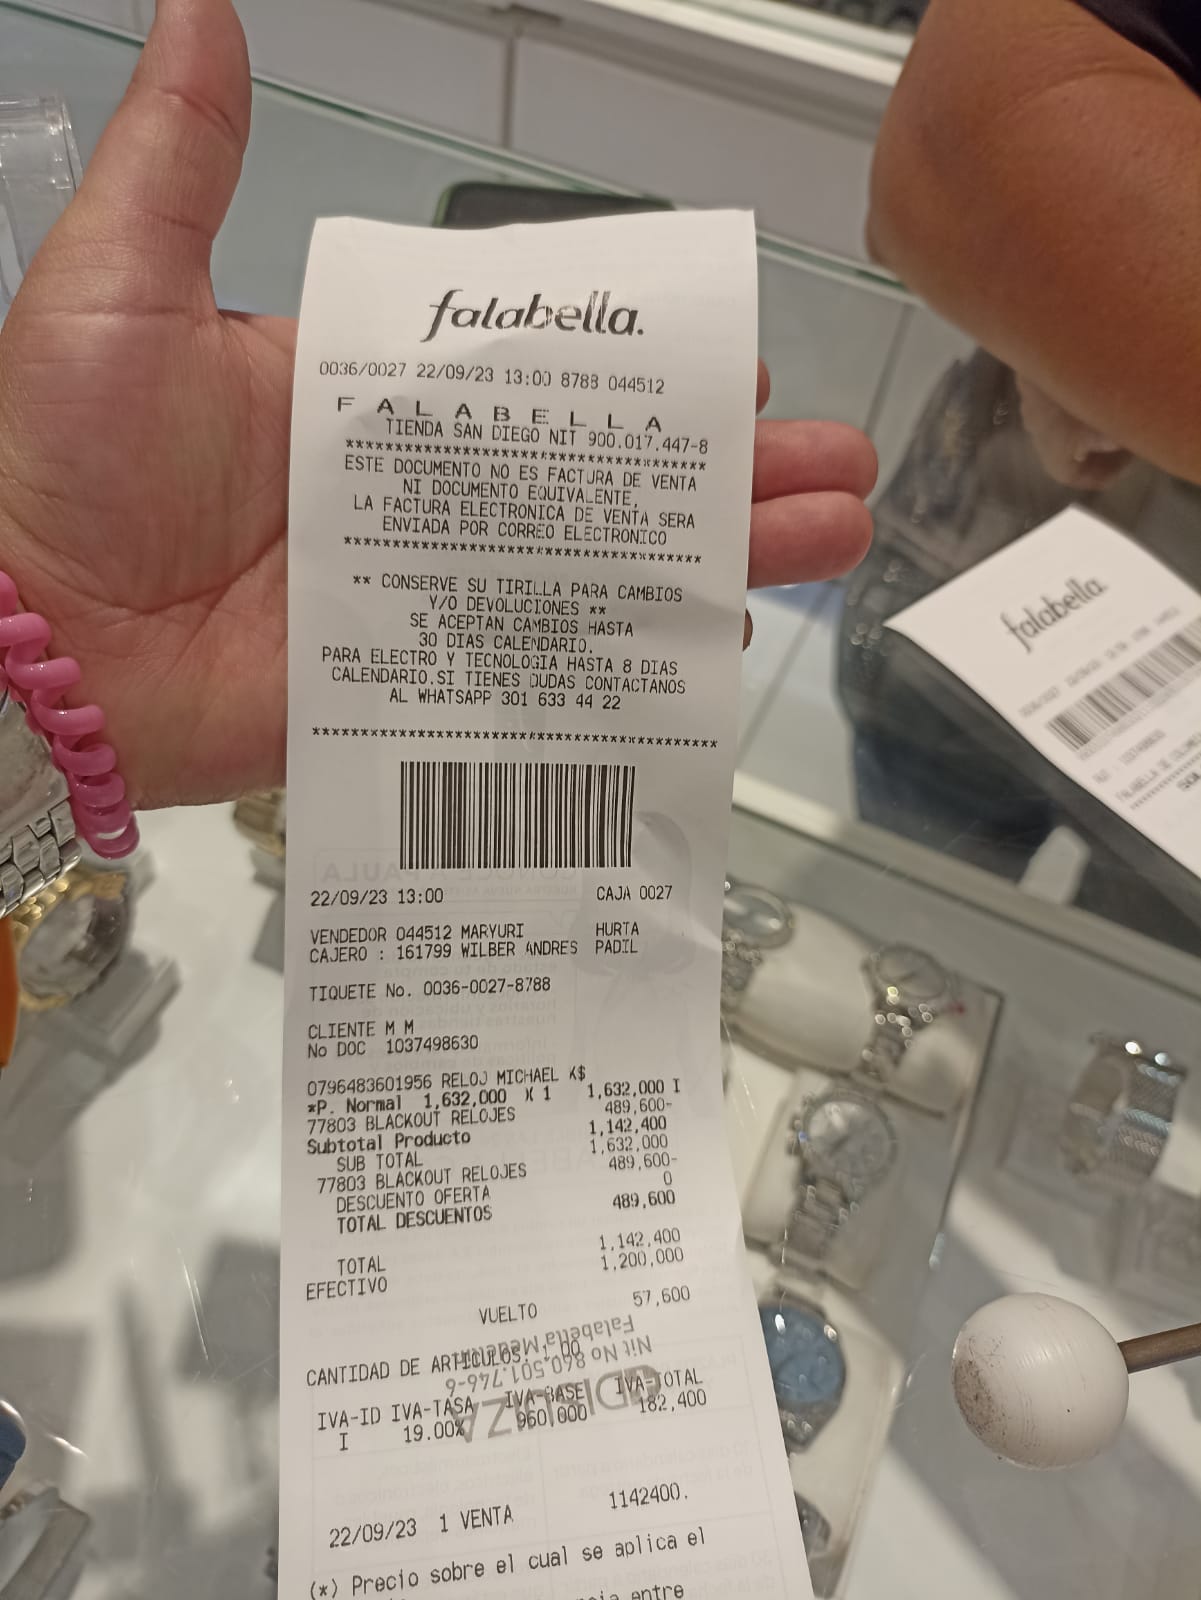 falabella.
0036/0027 22/09/23 13:00 8788 044512
F A L A B E L L A
TIENDA SAN DIEGO NIT 900.017.447-8
*************************************
ESTE DOCUMENTO NO ES FACTURA DE VENTA
NI DOCUMENTO EQUIVALENTE,
LA FACTURA ELECTRONICA DE VENTA SERA
ENVIADA POR CORREO ELECTRONICO
*************************************
** CONSERVE SU TIRILLA PARA CAMBIOS
Y/O DEVOLUCIONES **
SE ACEPTAN CAMBIOS HASTA
30 DIAS CALENDARIO.
PARA ELECTRO Y TECNOLOGIA HASTA 8 DIAS
CALENDARIO.SI TIENES DUDAS CONTACTANOS
AL WHATSAPP 301 633 44 22
******************************************
22/09/23 13:00 CAJA 0027
VENDEDOR 044512 MARYURI HURTA
CAJERO : 161799 WILBER ANDRES PADIL
TIQUETE No. 0036-0027-8788
CLIENTE M M
No DOC 1037498630
0796483601956 RELOJ MICHAEL K$
*P. Normal 1,632,000 X 1 1,632,000 I
77803 BLACKOUT RELOJES 489,600-
Subtotal Producto 1,142,400
SUB TOTAL 1,632,000
77803 BLACKOUT RELOJES 489,600-
DESCUENTO OFERTA 0
TOTAL DESCUENTOS 489,600
TOTAL 1,142,400
EFECTIVO 1,200,000
VUELTO 57,600
CANTIDAD DE ARTICULOS:
Nit No 860.501.746-6
IVA-ID IVA-TASA IVA-BASE IVA-TOTAL
I 19.00% 960,000 182,400
22/09/23 1 VENTA 1142400.
(*) Precio sobre el cual se aplica el
entre
falabella.